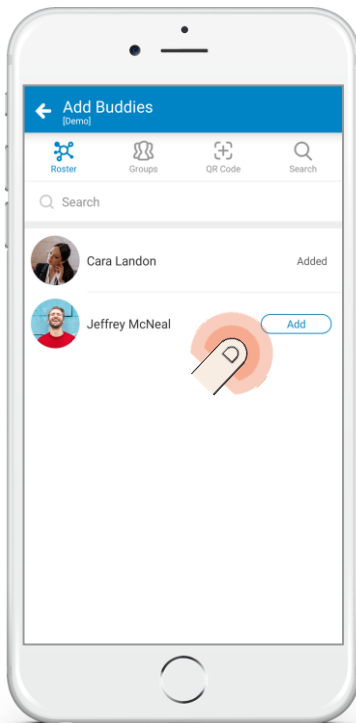 Add Buddies
[Demo]
Roster
Groups
QR Code
Search
Search
Cara Landon
Added
Jeffrey McNeal
Add